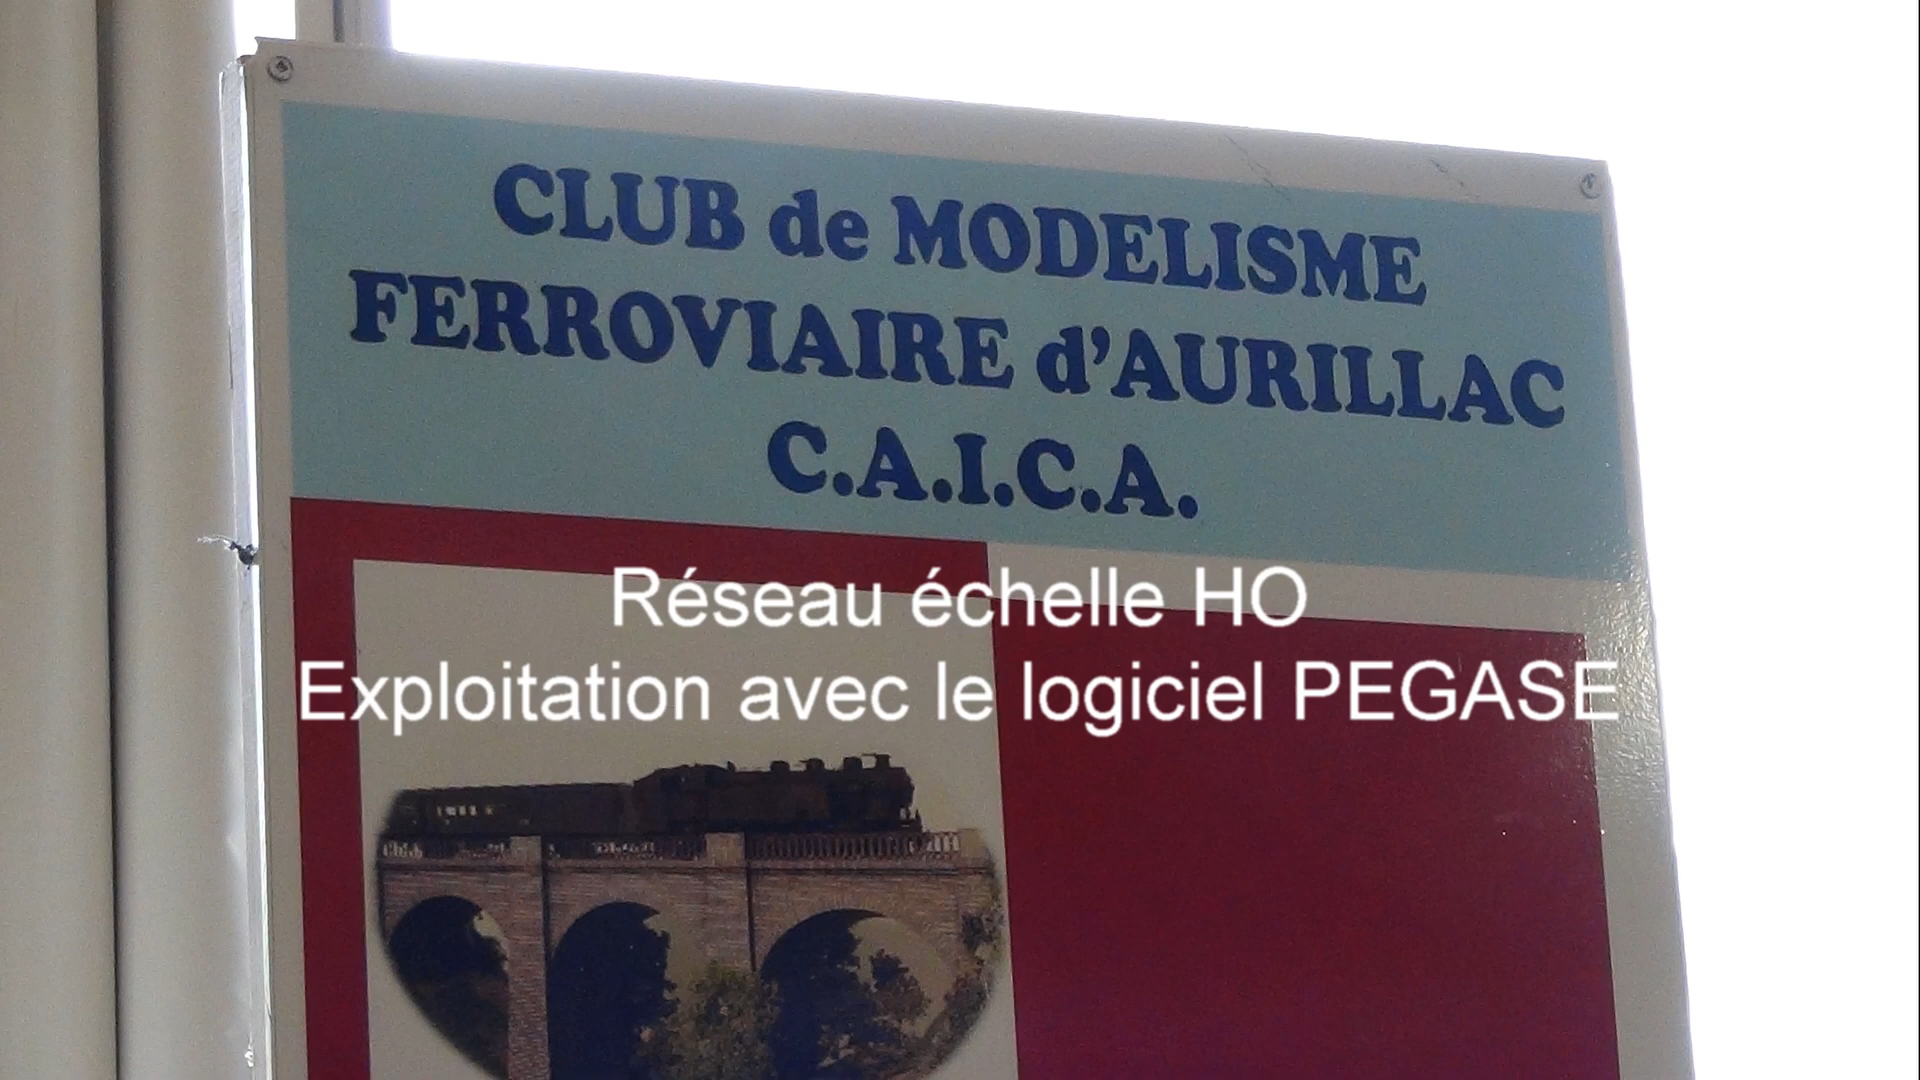 CLUB de MODELISME
FERROVIAIRE d'AURILLAC
C.A.I.C.A.
Réseau échelle HO
Exploitation avec le logiciel PEGASE